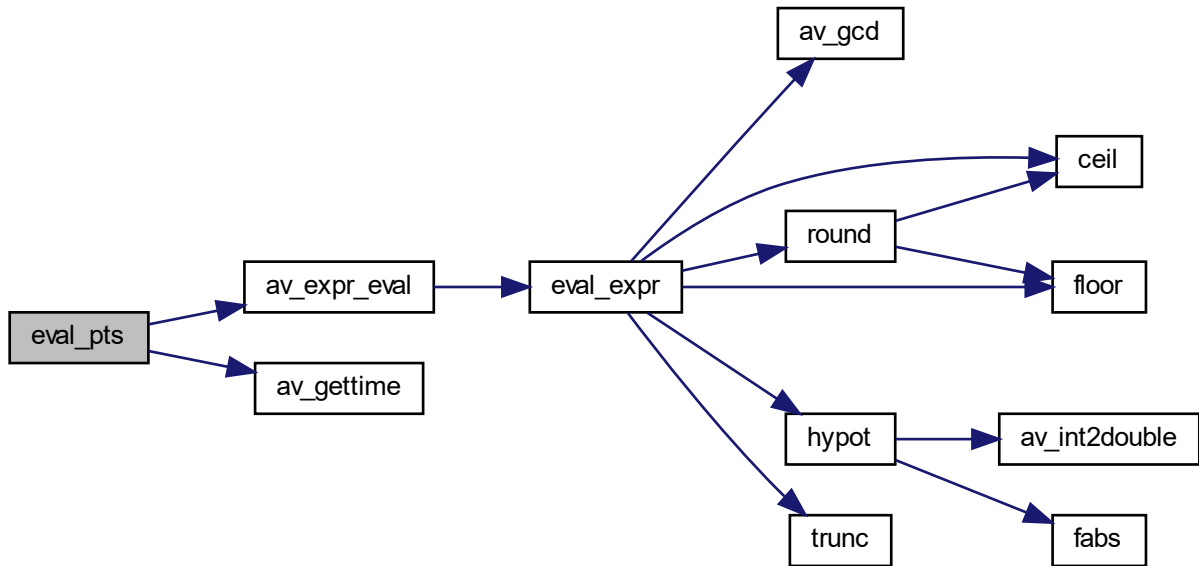 av_gcd
ceil
round
av_expr_eval
eval_expr
floor
eval_pts
av_gettime
hypot
av_int2double
trunc
fabs